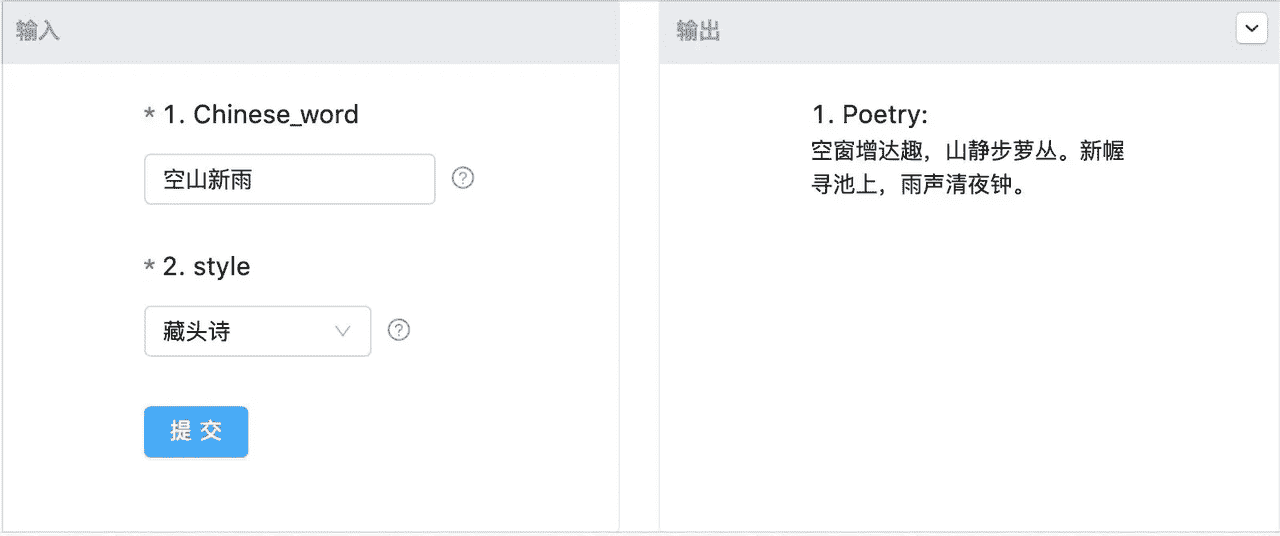 输入
* 1. Chinese_word
空山新雨
?
* 2. style
藏头诗
?
提 交
输出
1. Poetry:
空窗增达趣，山静步萝丛。新幄
寻池上，雨声清夜钟。